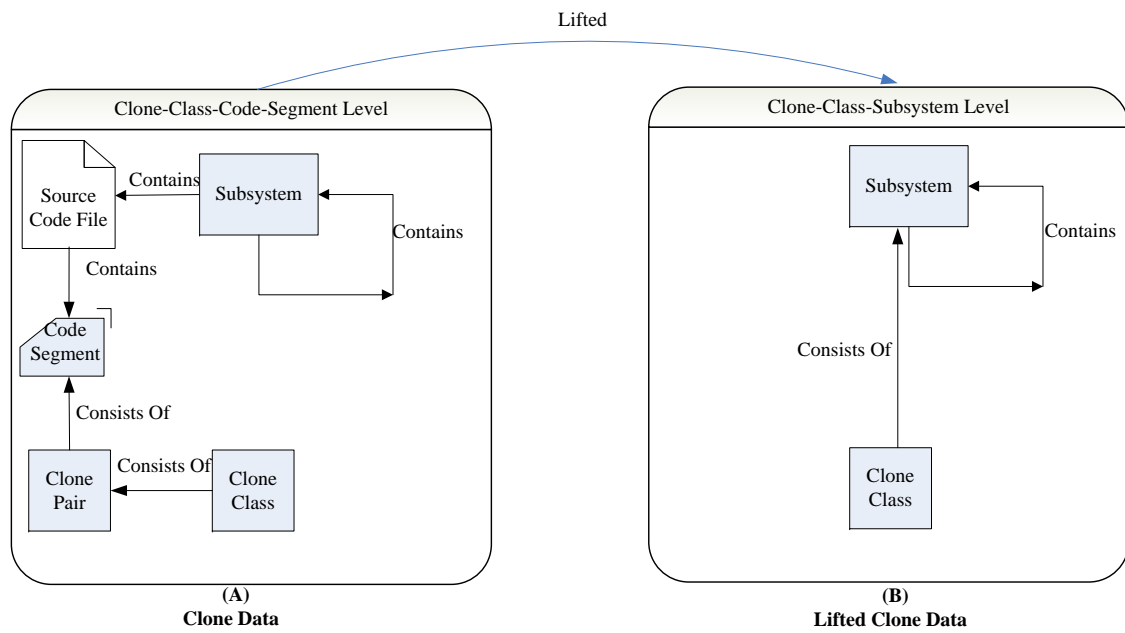 Lifted
Clone-Class-Code-Segment Level
Source
Code File
Contains
Subsystem
Contains
Contains
Code
Segment
Consists Of
Clone
Pair
Consists Of
Clone
Class
(A)
Clone Data
Clone-Class-Subsystem Level
Subsystem
Contains
Consists Of
Clone
Class
(B)
Lifted Clone Data